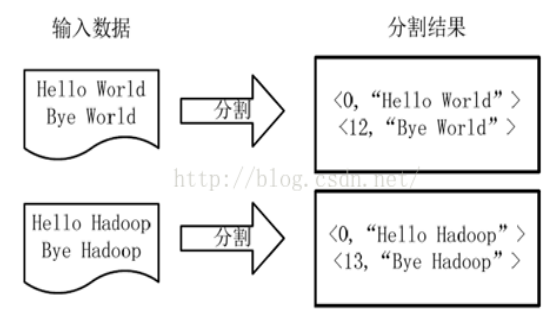 输入数据
分割结果
Hello World
Bye World
分割
<0, “Hello World” >
<12, “Bye World” >
http://blog.csdn.net/
Hello Hadoop
Bye Hadoop
分割
<0, “Hello Hadoop” >
<13, “Bye Hadoop” >